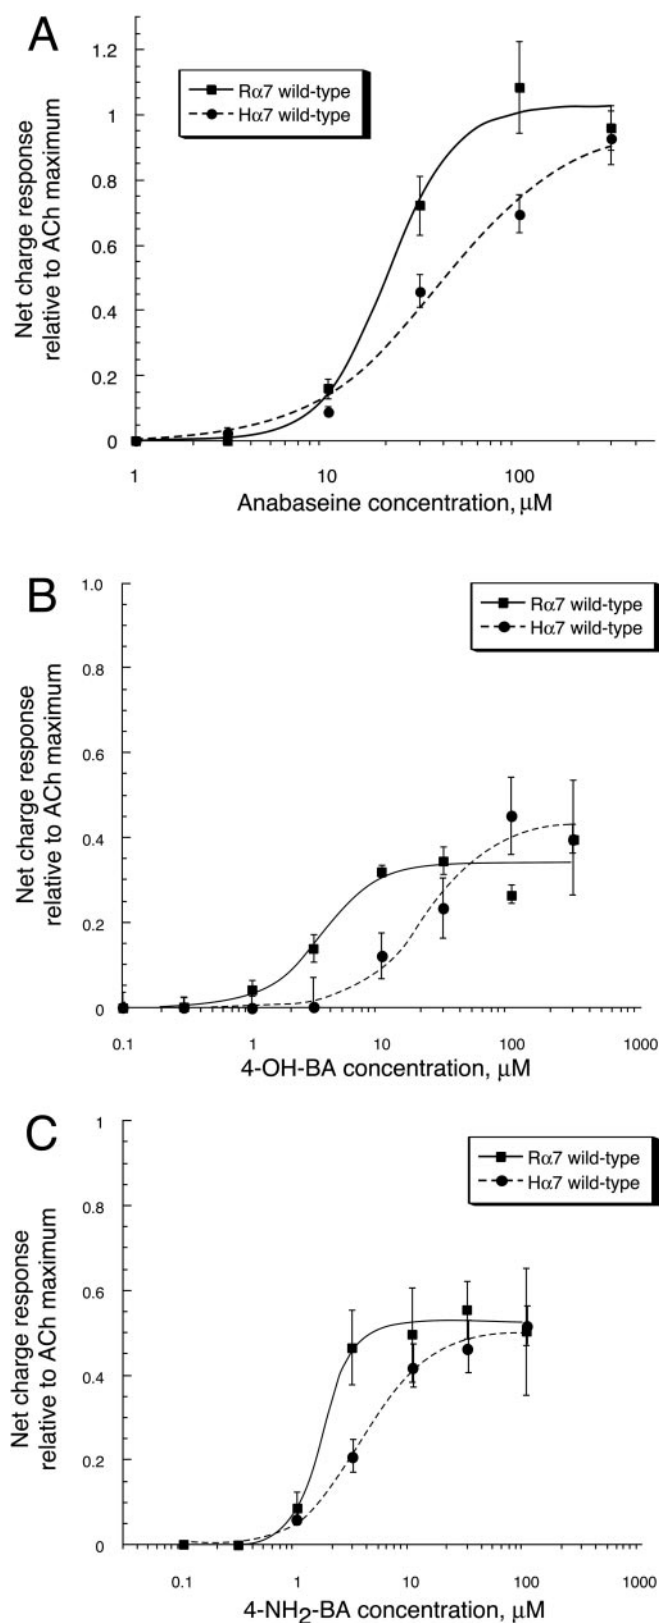 A
Rα7 wild-type
Hα7 wild-type
Net charge response
relative to ACh maximum
1.2
1
0.8
0.6
0.4
0.2
0
1
10
100
Anabaseine concentration, μM
B
Rα7 wild-type
Hα7 wild-type
Net charge response
relative to ACh maximum
1.0
0.8
0.6
0.4
0.2
0
0.1
1
10
100
1000
4-OH-BA concentration, μM
C
Rα7 wild-type
Hα7 wild-type
Net charge response
relative to ACh maximum
1
0.8
0.6
0.4
0.2
0
0.1
1
10
100
1000
4-NH₂-BA concentration, μM